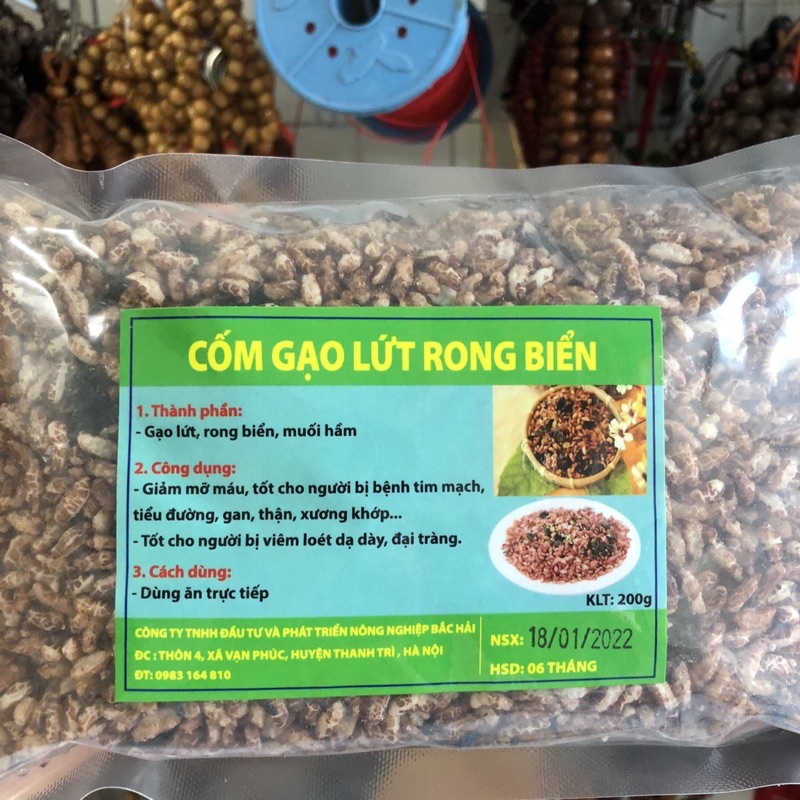 CỐM GẠO LỨT RONG BIỂN
1. Thành phần:
- Gạo lứt, rong biển, muối hầm
2. Công dụng:
- Giảm mỡ máu, tốt cho người bị bệnh tim mạch,
tiểu đường, gan, thận, xương khớp...
- Tốt cho người bị viêm loét dạ dày, đại tràng.
3. Cách dùng:
- Dùng ăn trực tiếp
KLT: 200g
CÔNG TY TNHH ĐẦU TƯ VÀ PHÁT TRIỂN NÔNG NGHIỆP BẮC HẢI
ĐC : THÔN 4, XÃ VẠN PHÚC, HUYỆN THANH TRÌ , HÀ NỘI
ĐT: 0983 164 810
NSX: 18/01/2022
HSD: 06 THÁNG